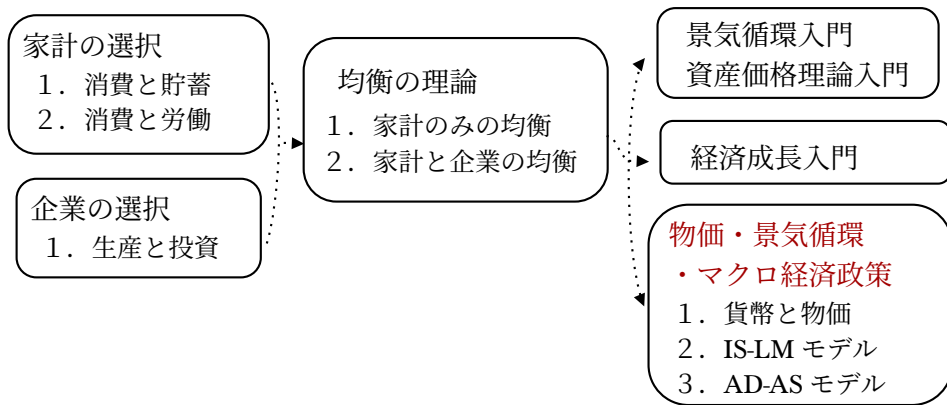 家計の選択
１．消費と貯蓄
２．消費と労働
企業の選択
１．生産と投資
均衡の理論
１．家計のみの均衡
２．家計と企業の均衡
景気循環入門
資産価格理論入門
経済成長入門
物価・景気循環
・マクロ経済政策
１．貨幣と物価
２．IS-LM モデル
３．AD-AS モデル